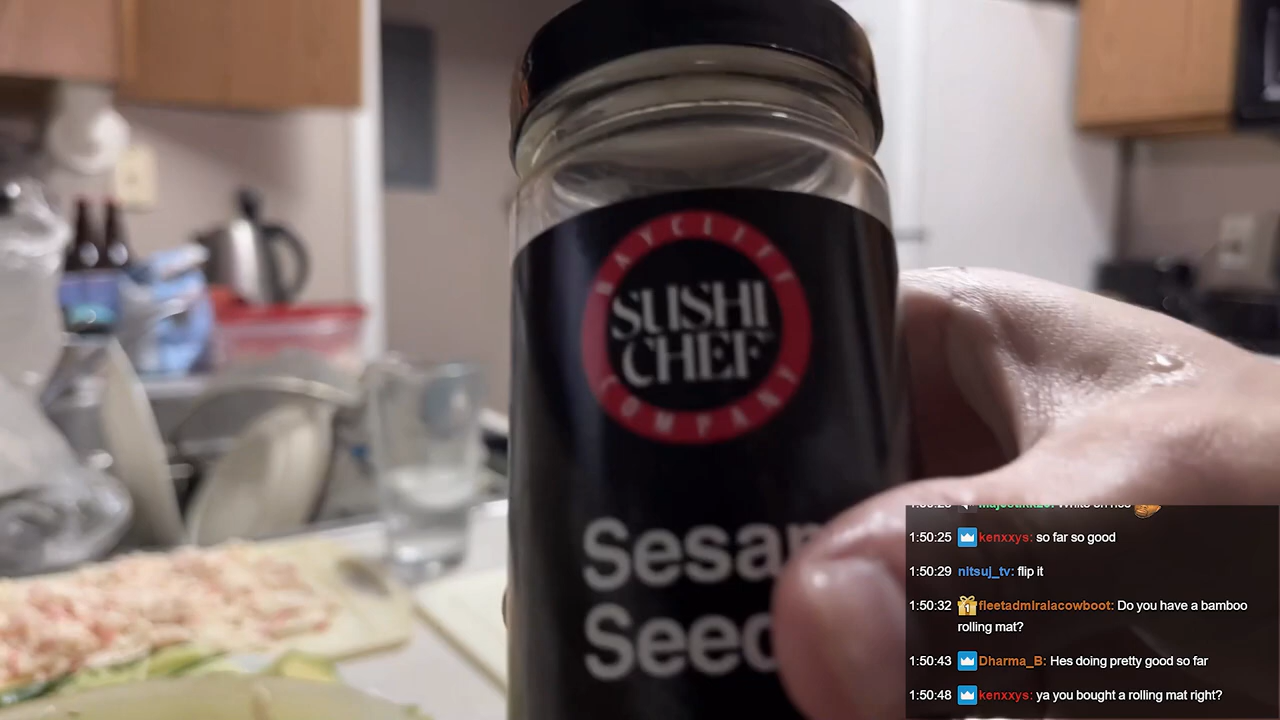 BAYCLIFF
SUSHI
CHEF
COMPANY
Sesam
Seed
1:50:25 kenxxys: so far so good
1:50:29 nitsuj_tv: flip it
1:50:32 1 fleetadmiralacowboot: Do you have a bamboo
rolling mat?
1:50:43 Dharma_B: Hes doing pretty good so far
1:50:48 kenxxys: ya you bought a rolling mat right?